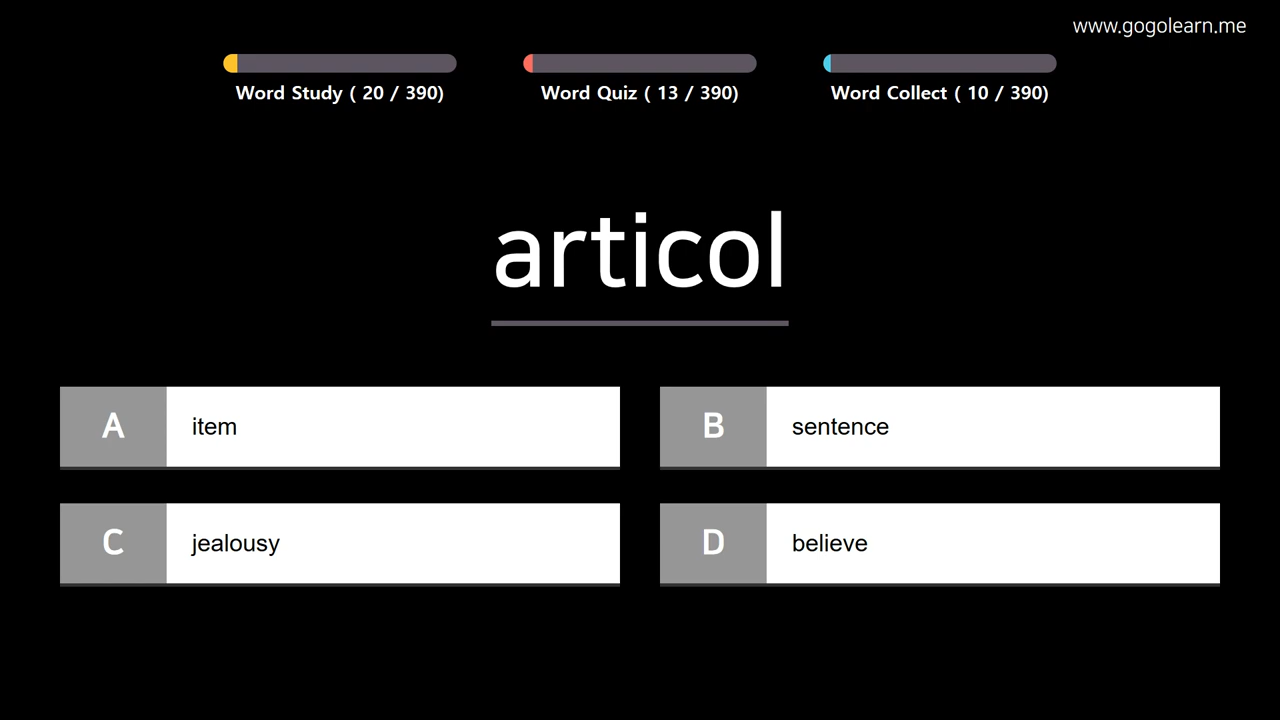 www.gogolearn.me
Word Study ( 20 / 390)
Word Quiz ( 13 / 390)
Word Collect ( 10 / 390)
articol
A item
B sentence
C jealousy
D believe